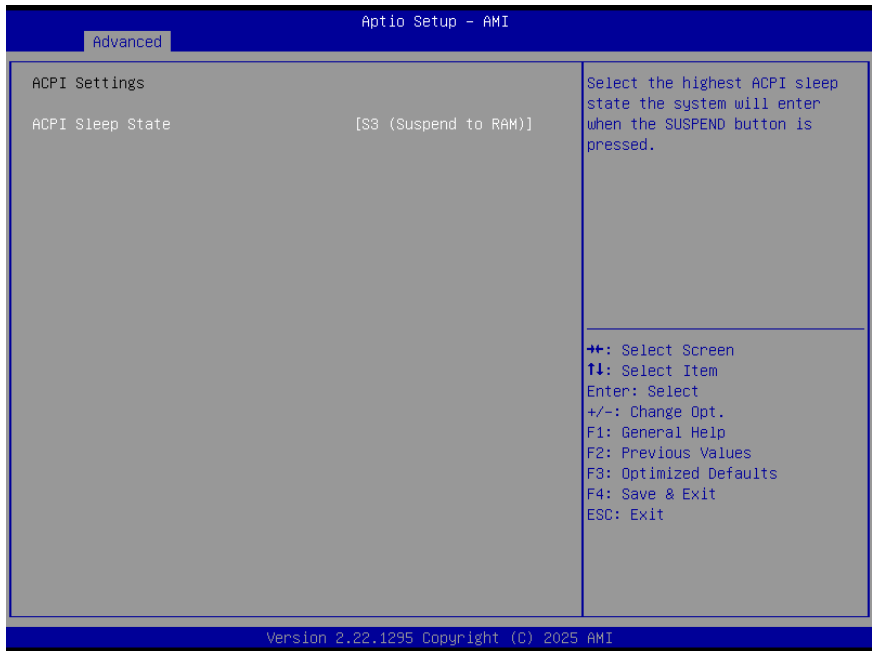 Aptio Setup – AMI
Advanced
ACPI Settings
ACPI Sleep State [S3 (Suspend to RAM)]
Select the highest ACPI sleep
state the system will enter
when the SUSPEND button is
pressed.
→←: Select Screen
↑↓: Select Item
Enter: Select
+/-: Change Opt.
F1: General Help
F2: Previous Values
F3: Optimized Defaults
F4: Save & Exit
ESC: Exit
Version 2.22.1295 Copyright (C) 2025 AMI